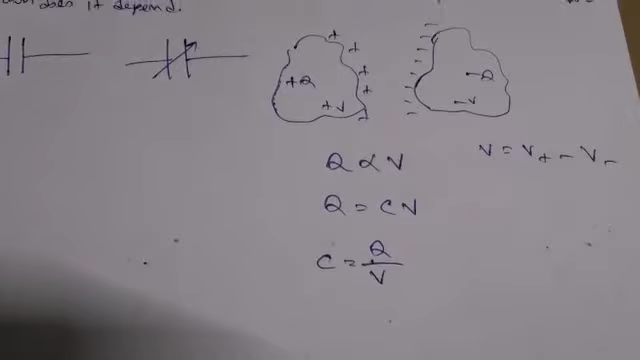 does it depend.
+Q
+V
-Q
-V
Q ∝ V
V = V+ - V-
Q = CV
C = Q/V